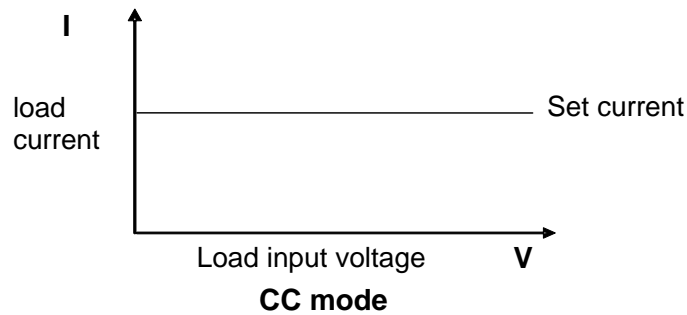 I
load
current
Set current
Load input voltage
V
CC mode